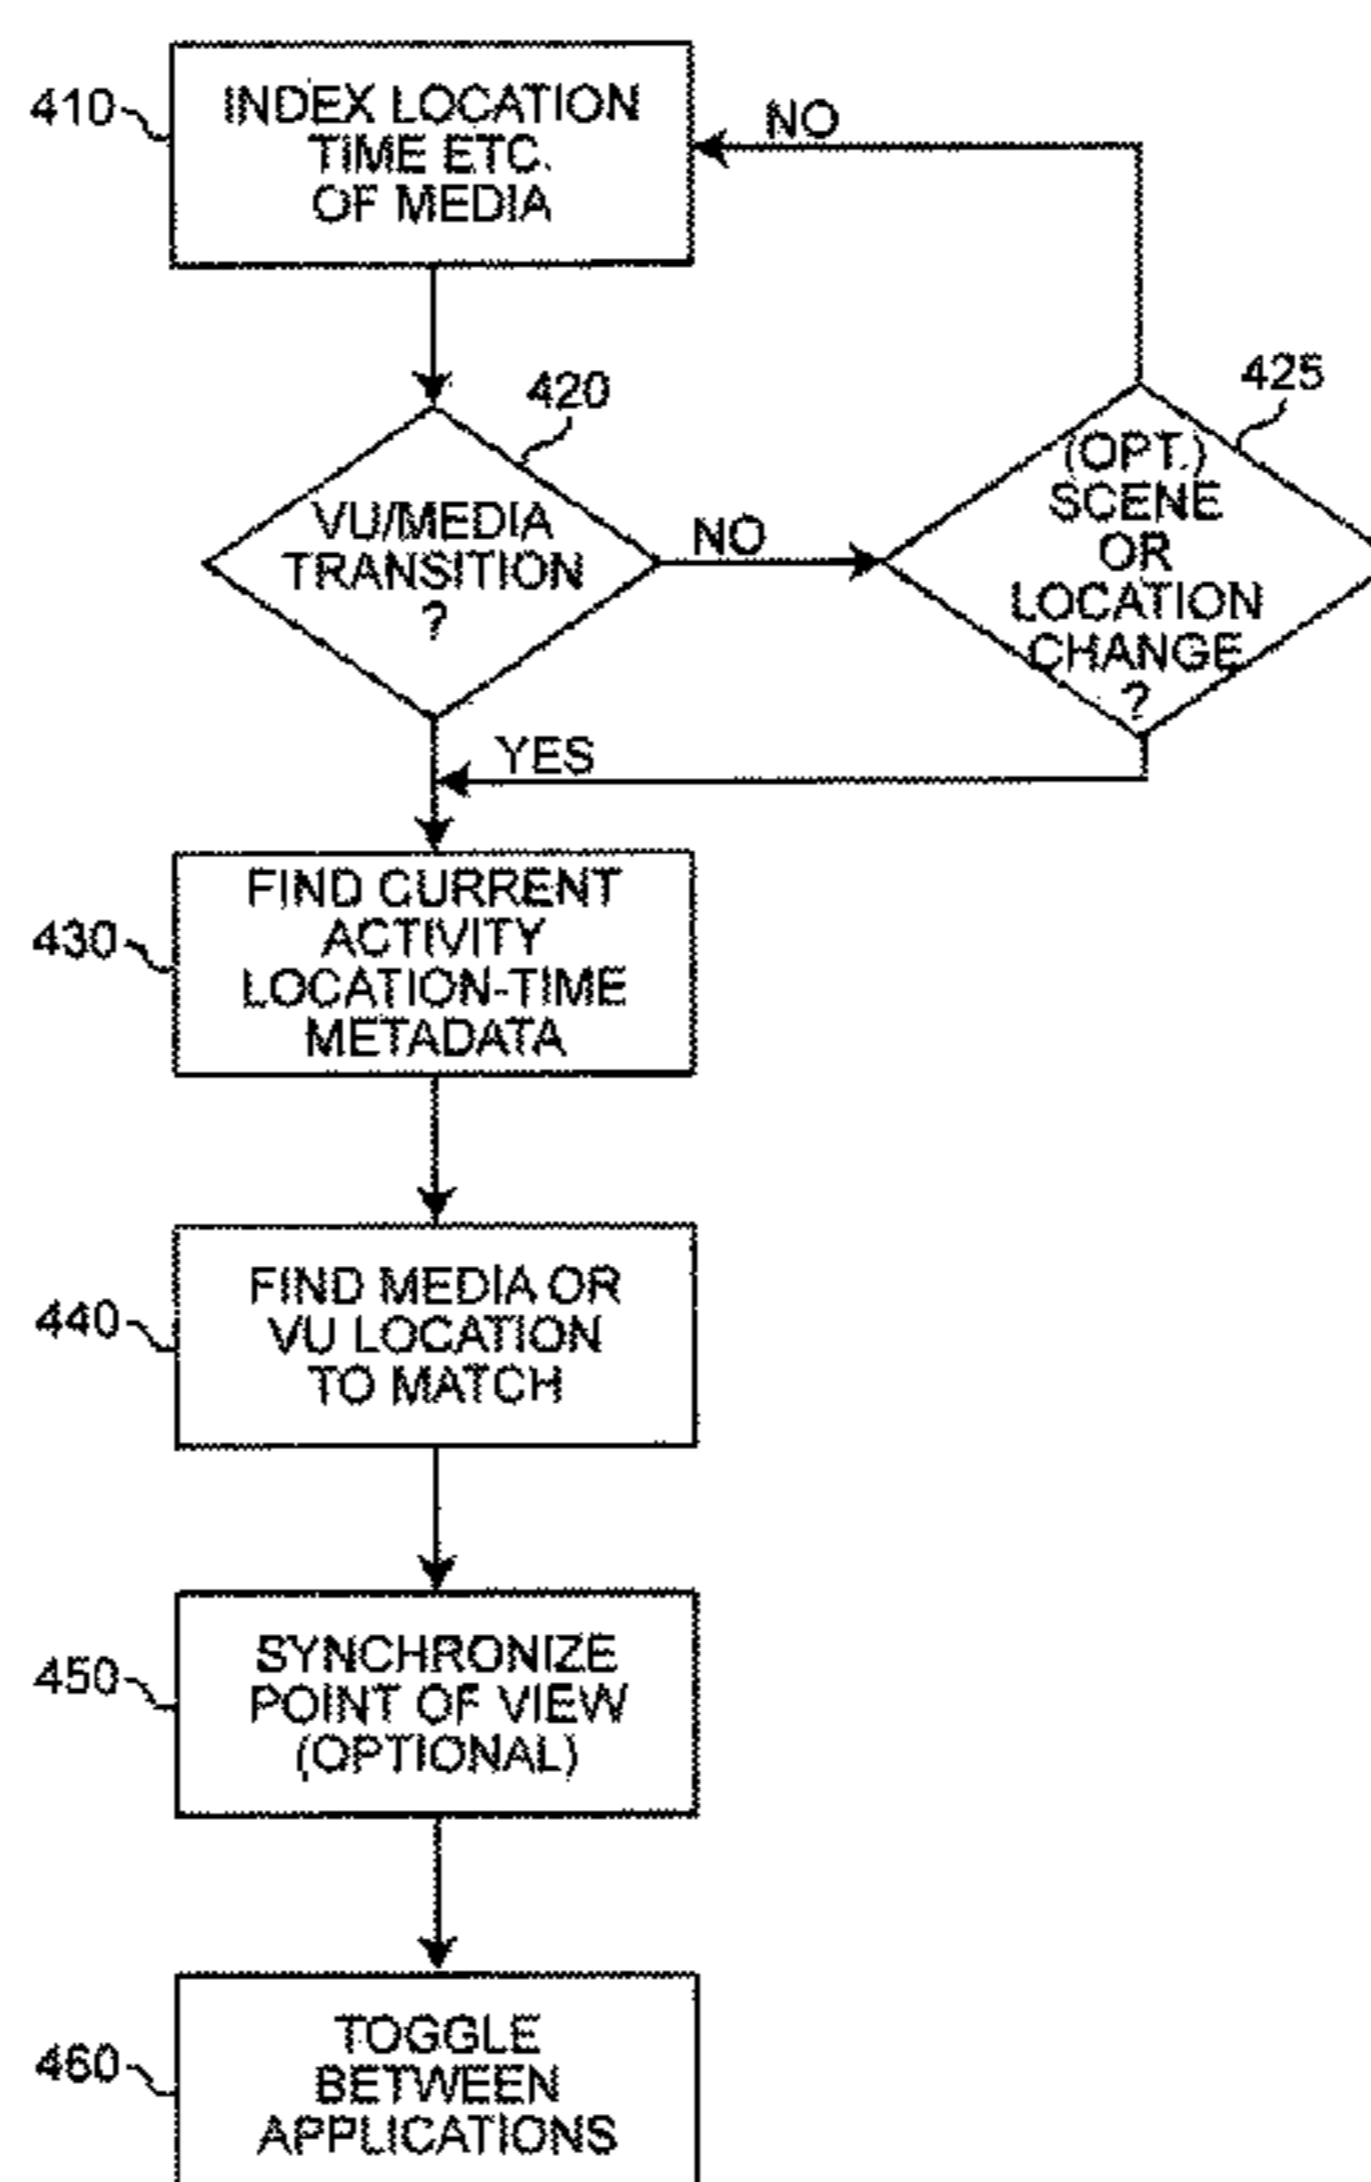 410
INDEX LOCATION
TIME ETC.
OF MEDIA
NO
420
VU/MEDIA
TRANSITION
?
NO
425
(OPT.)
SCENE
OR
LOCATION
CHANGE
?
YES
430
FIND CURRENT
ACTIVITY
LOCATION-TIME
METADATA
440
FIND MEDIA OR
VU LOCATION
TO MATCH
450
SYNCHRONIZE
POINT OF VIEW
(OPTIONAL)
460
TOGGLE
BETWEEN
APPLICATIONS